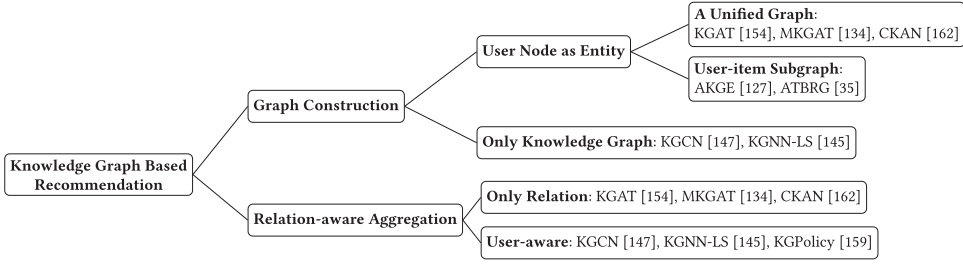 Knowledge Graph Based
Recommendation
Graph Construction
User Node as Entity
A Unified Graph:
KGAT [154], MKGAT [134], CKAN [162]
User-item Subgraph:
AKGE [127], ATBRG [35]
Only Knowledge Graph: KGCN [147], KGNN-LS [145]
Relation-aware Aggregation
Only Relation: KGAT [154], MKGAT [134], CKAN [162]
User-aware: KGCN [147], KGNN-LS [145], KGPolicy [159]